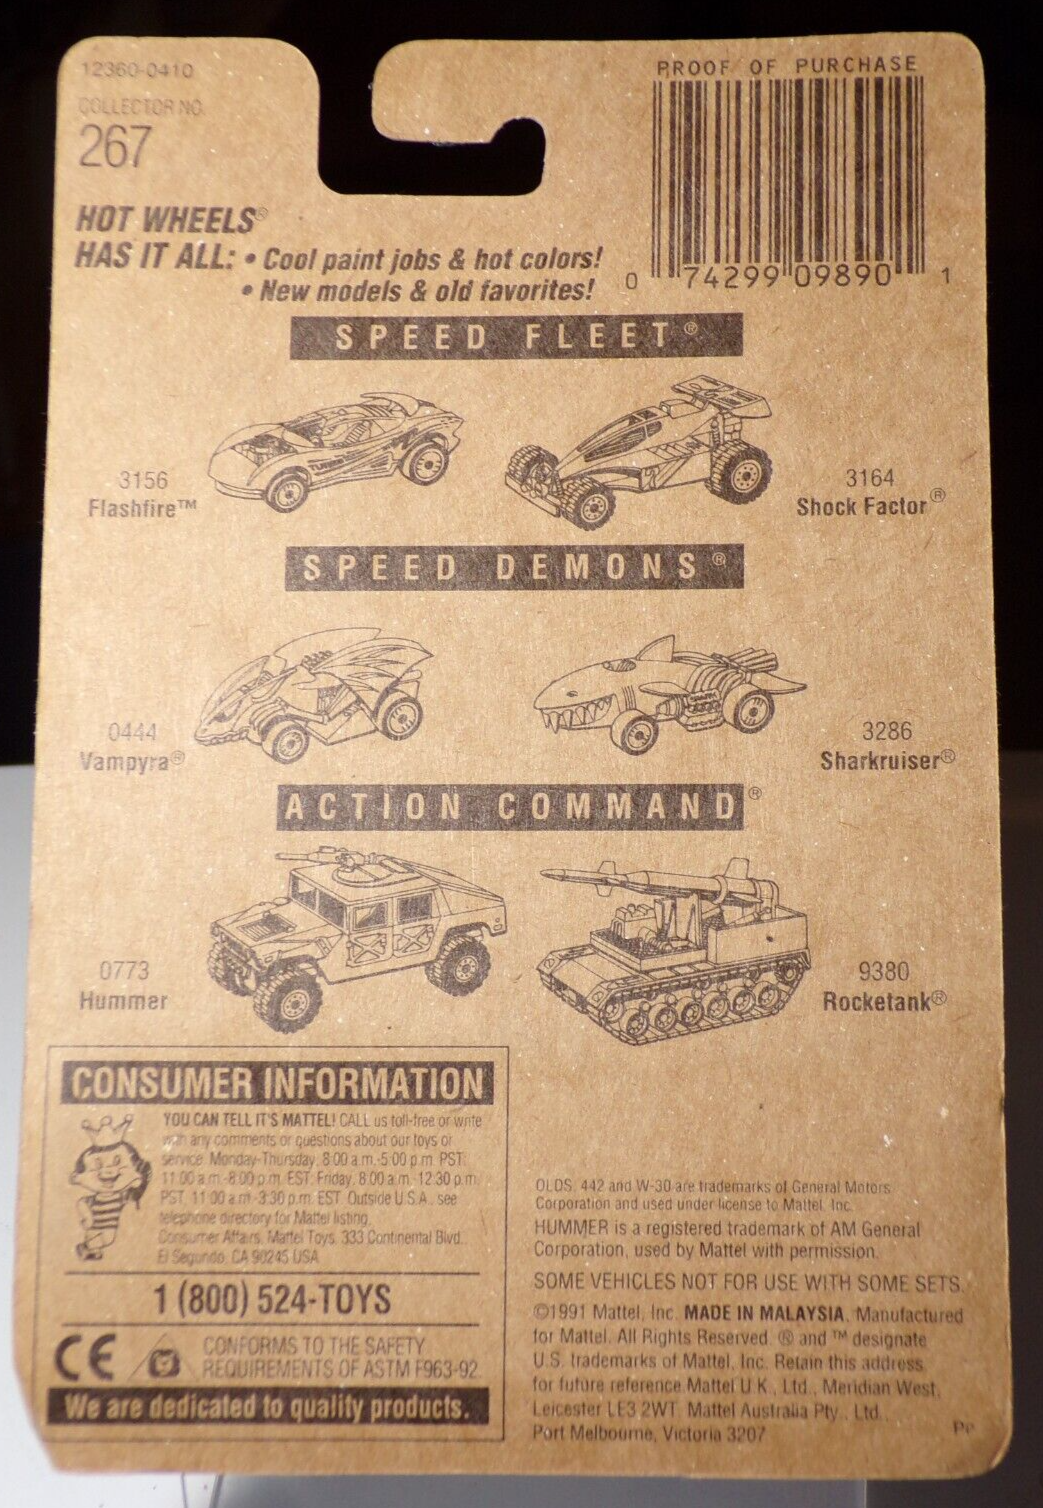 12360-0410
COLLECTOR NO.
267
PROOF OF PURCHASE
0 74299 09890 1
HOT WHEELS®
HAS IT ALL: • Cool paint jobs & hot colors!
• New models & old favorites!
SPEED FLEET®
3156
Flashfire™
3164
Shock Factor®
SPEED DEMONS®
0444
Vampyra®
3286
Sharkruiser®
ACTION COMMAND®
0773
Hummer
9380
Rocketank®
CONSUMER INFORMATION
YOU CAN TELL IT'S MATTEL! CALL us toll-free or write
with any comments or questions about our toys or
service. Monday-Thursday, 8:00 a.m.-5:00 p.m. PST,
11:00 a.m.-8:00 p.m. EST; Friday, 8:00 a.m.-12:30 p.m.
PST, 11:00 a.m.-3:30 p.m. EST. Outside U.S.A., see
telephone directory for Mattel listing.
Consumer Affairs, Mattel Toys, 333 Continental Blvd.,
El Segundo, CA 90245 USA
1 (800) 524-TOYS
CE
CONFORMS TO THE SAFETY
REQUIREMENTS OF ASTM F963-92.
We are dedicated to quality products.
OLDS, 442 and W-30 are trademarks of General Motors
Corporation and used under license to Mattel, Inc.
HUMMER is a registered trademark of AM General
Corporation, used by Mattel with permission.
SOME VEHICLES NOT FOR USE WITH SOME SETS.
©1991 Mattel, Inc. MADE IN MALAYSIA. Manufactured
for Mattel. All Rights Reserved. ® and ™ designate
U.S. trademarks of Mattel, Inc. Retain this address
for future reference: Mattel U.K., Ltd., Meridian West,
Leicester LE3 2WT. Mattel Australia Pty., Ltd.,
Port Melbourne, Victoria 3207